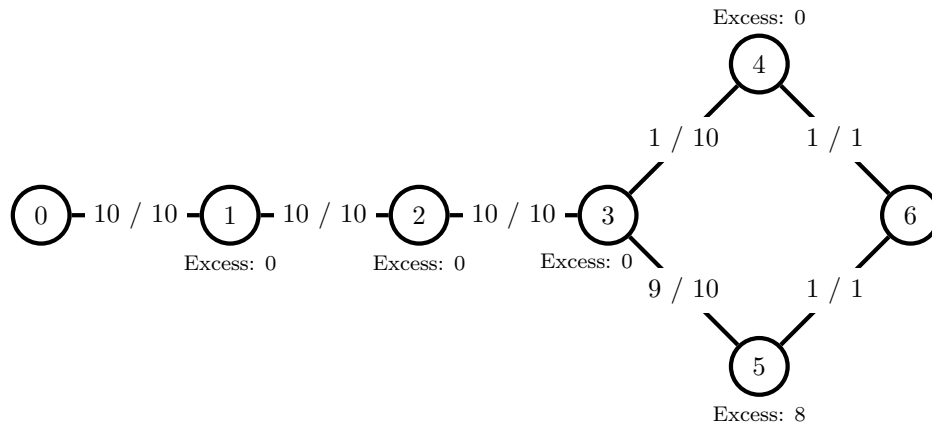 Excess: 0
4
1 / 10
1 / 1
0
10 / 10
1
10 / 10
2
10 / 10
3
6
Excess: 0
Excess: 0
Excess: 0
9 / 10
1 / 1
5
Excess: 8